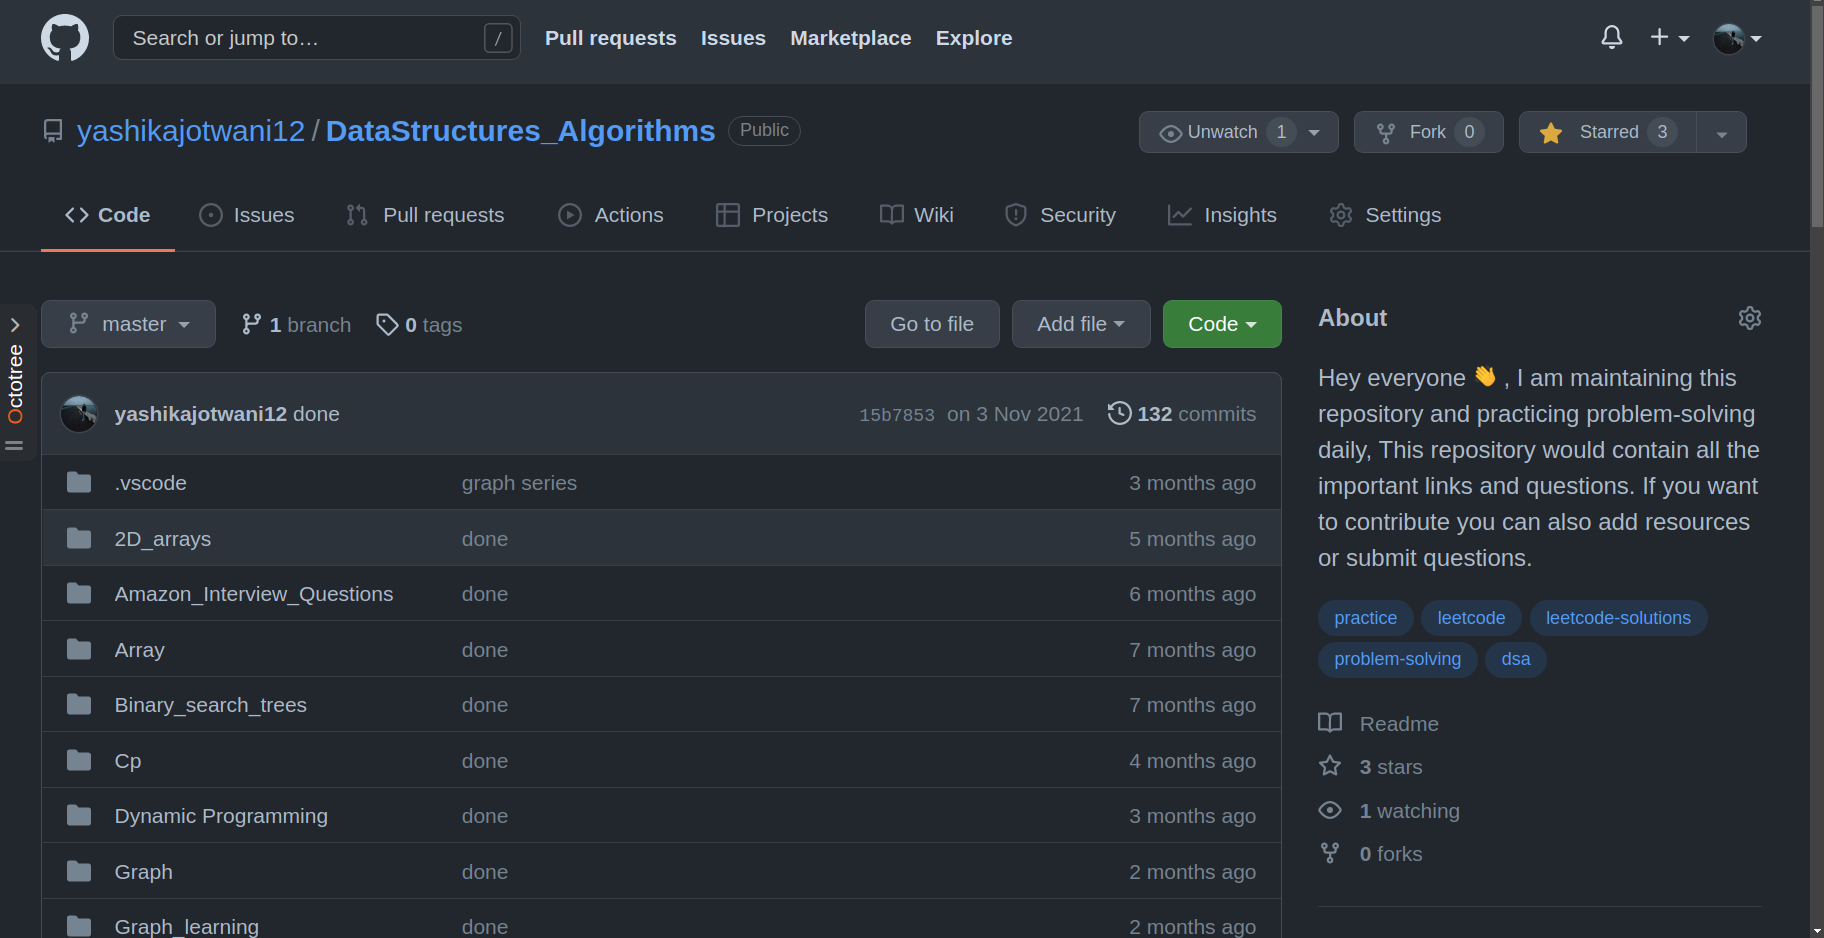 Search or jump to… /
Pull requests Issues Marketplace Explore
yashikajotwani12 / DataStructures_Algorithms Public
Unwatch 1 Fork 0 Starred 3
Code Issues Pull requests Actions Projects Wiki Security Insights Settings
Octotree
master 1 branch 0 tags Go to file Add file Code
yashikajotwani12 done 15b7853 on 3 Nov 2021 132 commits
.vscode graph series 3 months ago
2D_arrays done 5 months ago
Amazon_Interview_Questions done 6 months ago
Array done 7 months ago
Binary_search_trees done 7 months ago
Cp done 4 months ago
Dynamic Programming done 3 months ago
Graph done 2 months ago
Graph_learning done 2 months ago
About
Hey everyone 👋 , I am maintaining this
repository and practicing problem-solving
daily, This repository would contain all the
important links and questions. If you want
to contribute you can also add resources
or submit questions.
practice leetcode leetcode-solutions
problem-solving dsa
Readme
3 stars
1 watching
0 forks